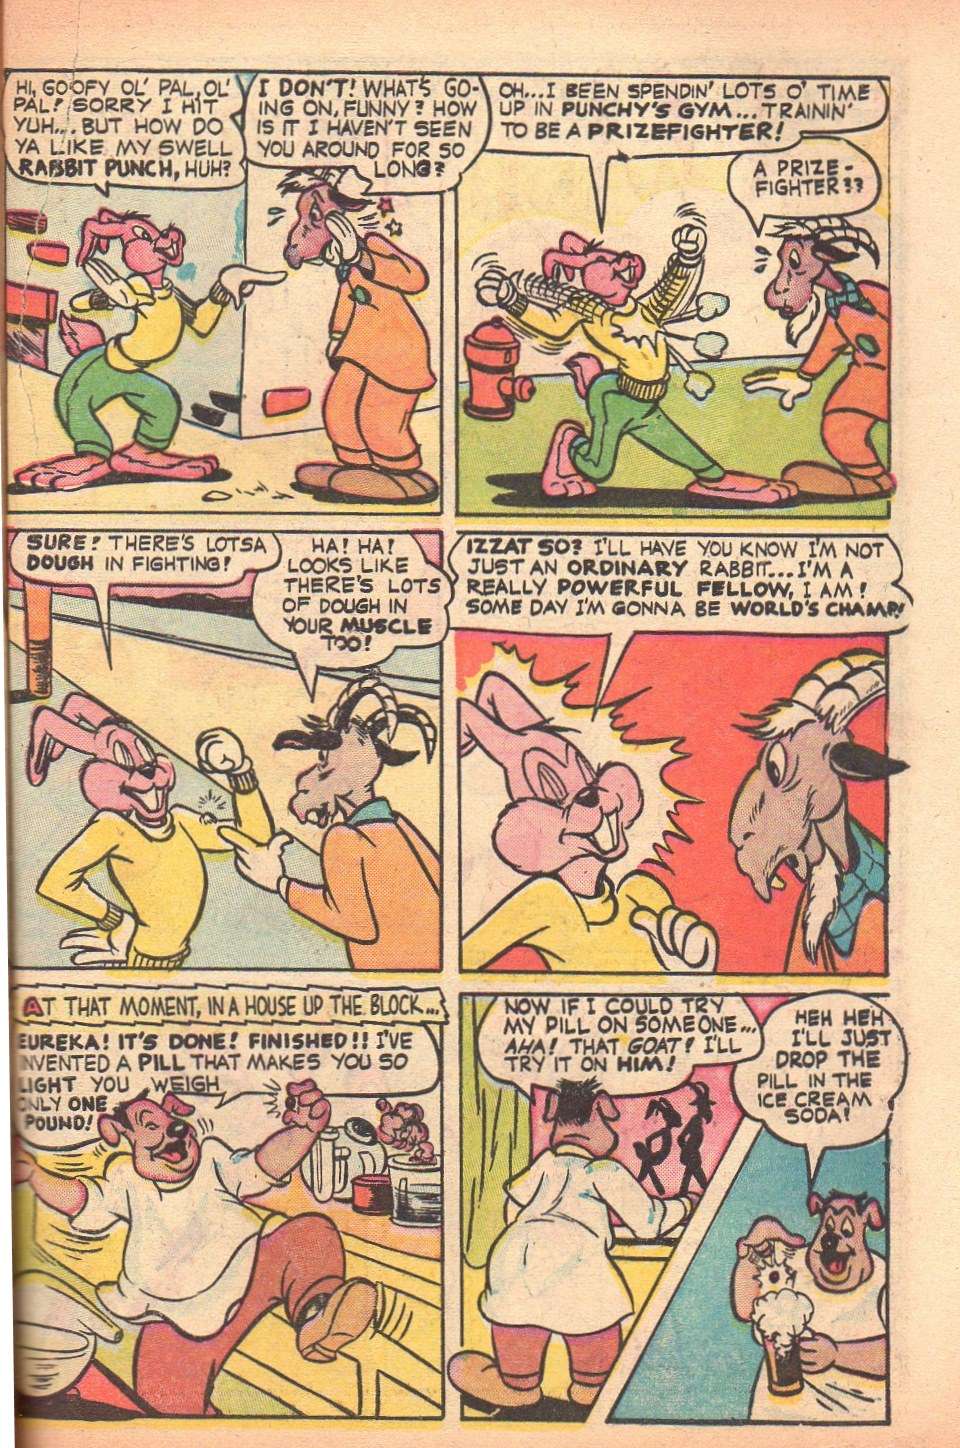 HI, GOOFY OL' PAL, OL'
PAL! SORRY I HIT
YUH... BUT HOW DO
YA LIKE MY SWELL
RABBIT PUNCH, HUH?
I DON'T! WHAT'S GO-
ING ON, FUNNY? HOW
IS IT I HAVEN'T SEEN
YOU AROUND FOR SO
LONG?
OH...I BEEN SPENDIN' LOTS O' TIME
UP IN PUNCHY'S GYM... TRAININ'
TO BE A PRIZEFIGHTER!
A PRIZE-
FIGHTER??
SURE! THERE'S LOTSA
DOUGH IN FIGHTING!
HA! HA!
LOOKS LIKE
THERE'S LOTS
OF DOUGH IN
YOUR MUSCLE
TOO!
IZZAT SO? I'LL HAVE YOU KNOW I'M NOT
JUST AN ORDINARY RABBIT...I'M A
REALLY POWERFUL FELLOW, I AM!
SOME DAY I'M GONNA BE WORLD'S CHAMP!
AT THAT MOMENT, IN A HOUSE UP THE BLOCK...
EUREKA! IT'S DONE! FINISHED!! I'VE
INVENTED A PILL THAT MAKES YOU SO
LIGHT YOU WEIGH
ONLY ONE
POUND!
NOW IF I COULD TRY
MY PILL ON SOMEONE...
AHA! THAT GOAT! I'LL
TRY IT ON HIM!
HEH HEH
I'LL JUST
DROP THE
PILL IN THE
ICE CREAM
SODA!